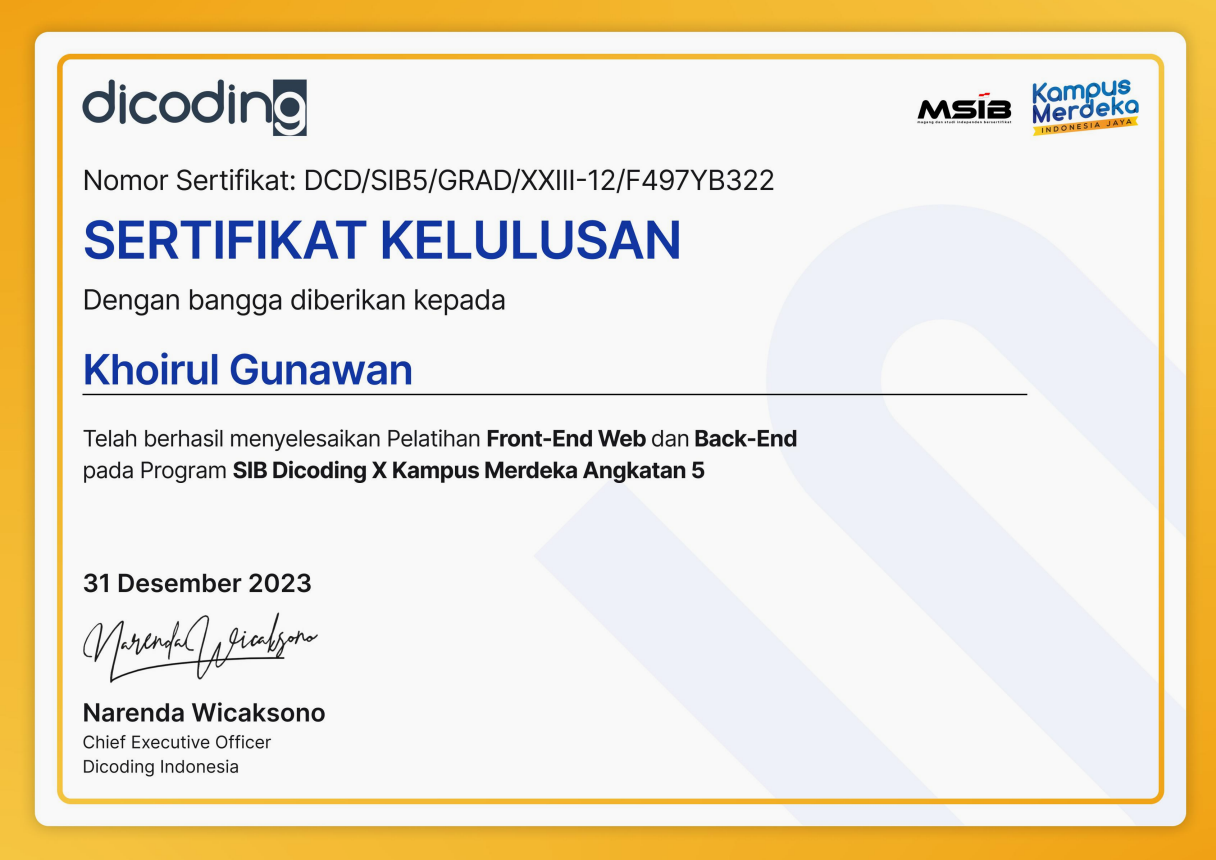 dicoding
MSIB
magang dan studi independen bersertifikat
Kampus
Merdeka
INDONESIA JAYA
Nomor Sertifikat: DCD/SIB5/GRAD/XXIII-12/F497YB322
SERTIFIKAT KELULUSAN
Dengan bangga diberikan kepada
Khoirul Gunawan
Telah berhasil menyelesaikan Pelatihan Front-End Web dan Back-End
pada Program SIB Dicoding X Kampus Merdeka Angkatan 5
31 Desember 2023
Narenda Wicaksono
Narenda Wicaksono
Chief Executive Officer
Dicoding Indonesia